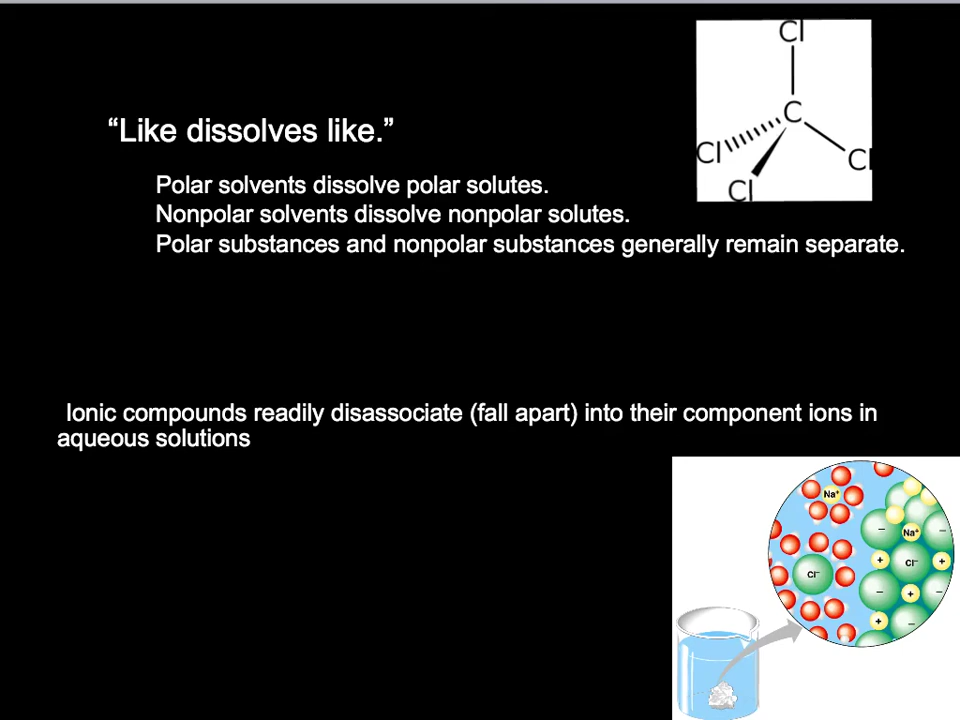 Cl
C
Cl
Cl
Cl
“Like dissolves like.”
Polar solvents dissolve polar solutes.
Nonpolar solvents dissolve nonpolar solutes.
Polar substances and nonpolar substances generally remain separate.
Ionic compounds readily disassociate (fall apart) into their component ions in
aqueous solutions
Na⁺
–
Na⁺
–
+
Cl⁻
+
Cl⁻
–
+
–
+
–